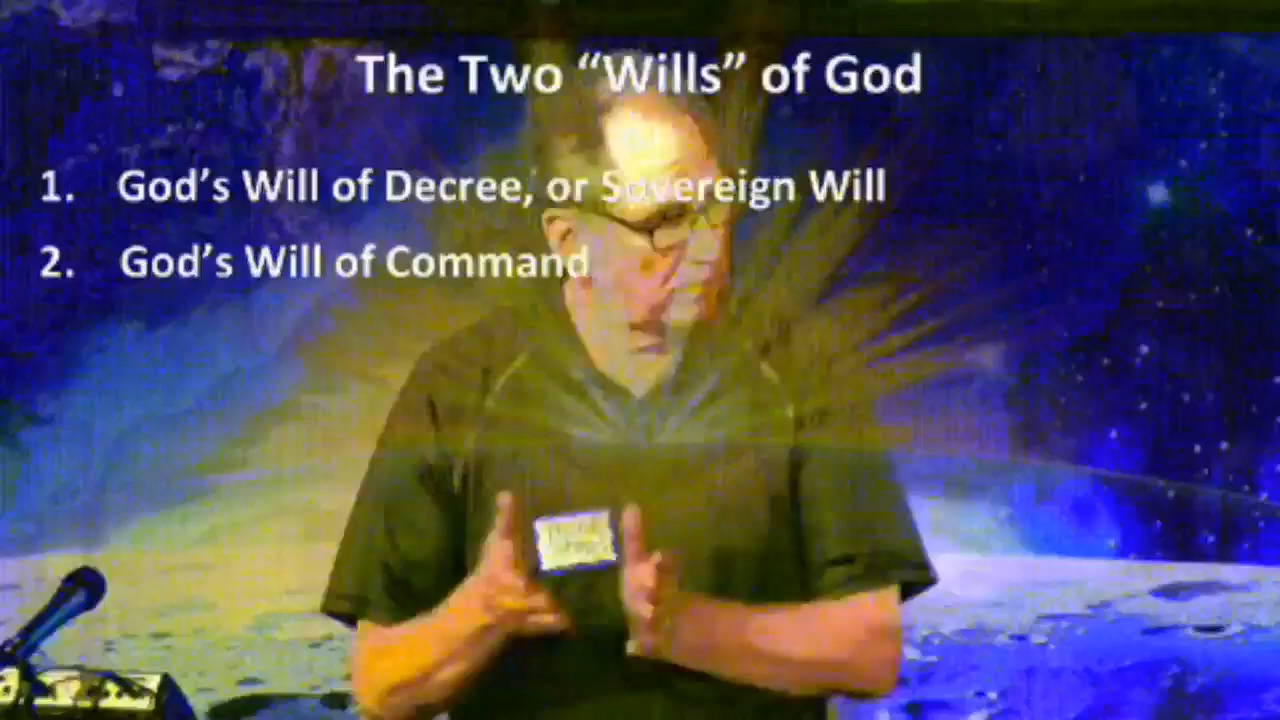 The Two “Wills” of God
1. God’s Will of Decree, or Sovereign Will
2. God’s Will of Command